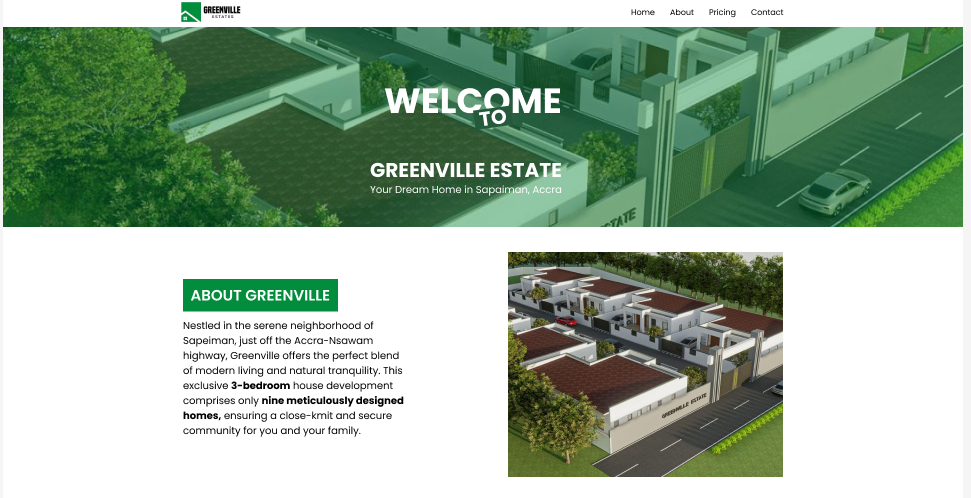 GREENVILLE
ESTATES
Home About Pricing Contact
WELCOME
TO
GREENVILLE ESTATE
Your Dream Home in Sapaiman, Accra
ESTATE
ABOUT GREENVILLE
Nestled in the serene neighborhood of
Sapeiman, just off the Accra-Nsawam
highway, Greenville offers the perfect blend
of modern living and natural tranquility. This
exclusive 3-bedroom house development
comprises only nine meticulously designed
homes, ensuring a close-kmit and secure
community for you and your family.
GREENVILLE ESTATE